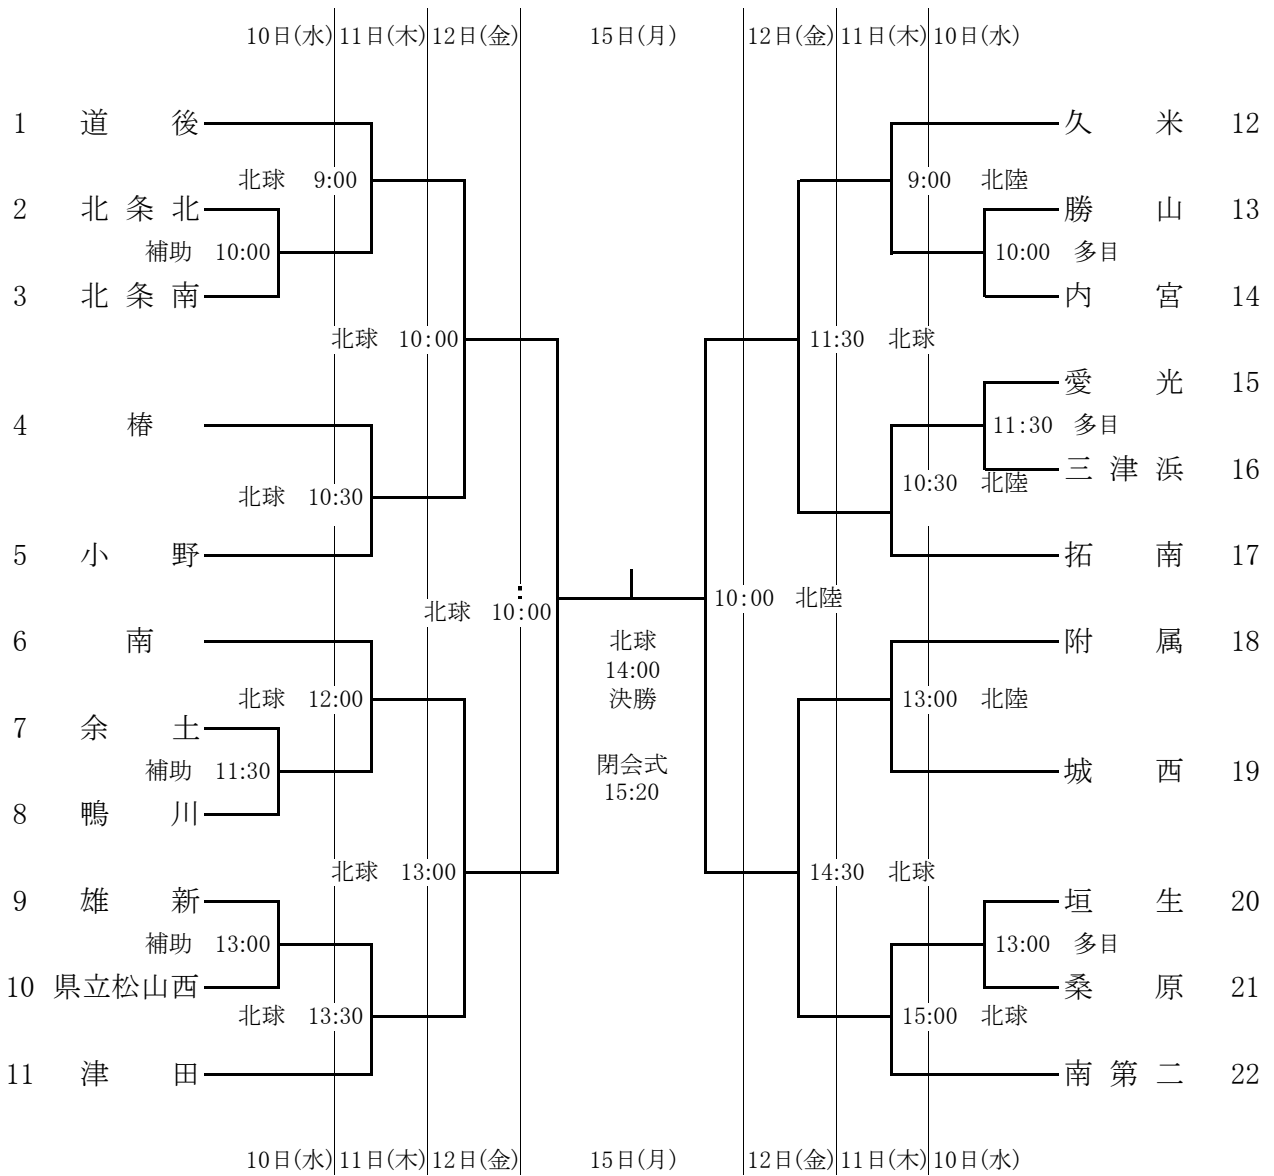 10日(水) 11日(木) 12日(金) 15日(月) 12日(金) 11日(木) 10日(水)
1 道後 久米 12
北球 9:00 9:00 北陸
2 北条北 勝山 13
補助 10:00 10:00 多目
3 北条南 内宮 14
北球 10:00 11:30 北球
愛光 15
4 椿 11:30 多目
三津浜 16
北球 10:30 10:30 北陸
5 小野 拓南 17
北球 10:00 10:00 北陸
6 南 北球 附属 18
14:00
北球 12:00 決勝 13:00 北陸
7 余土
補助 11:30 閉会式 城西 19
15:20
8 鴨川
北球 13:00 14:30 北球
9 雄新 垣生 20
補助 13:00 13:00 多目
10 県立松山西 桑原 21
北球 13:30 15:00 北球
11 津田 南第二 22
10日(水) 11日(木) 12日(金) 15日(月) 12日(金) 11日(木) 10日(水)